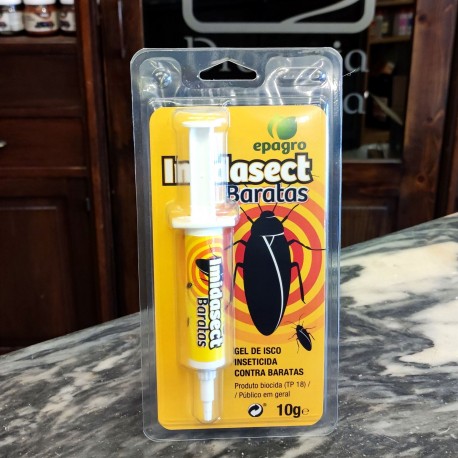 epagro
Imidasect
Baratas
Imidasect
Baratas
GEL DE ISCO
INSETICIDA
CONTRA BARATAS
Produto biocida (TP 18) /
/ Público em geral
10g℮